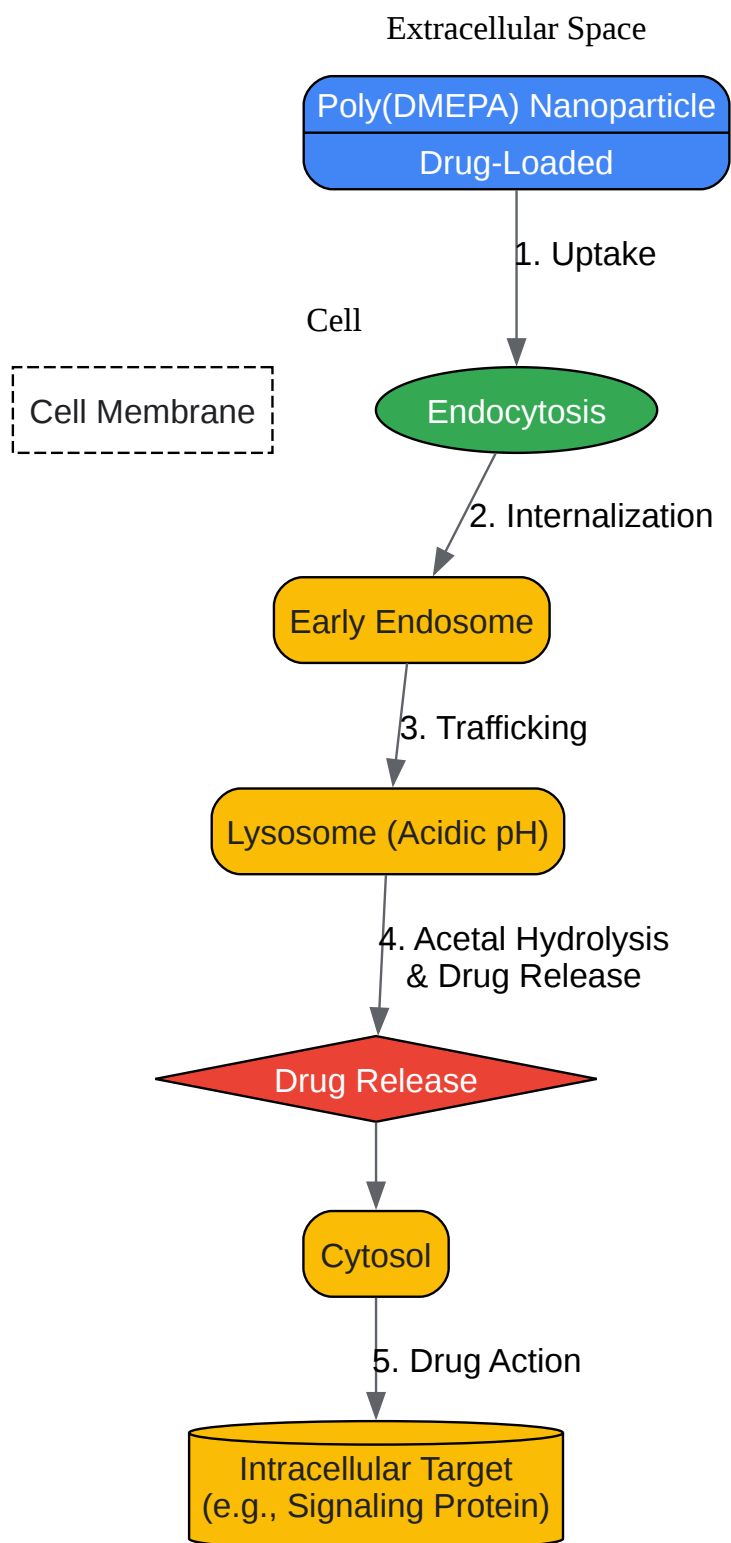 Extracellular Space
Poly(DMEPA) Nanoparticle
Drug-Loaded
1. Uptake
Cell
Cell Membrane
Endocytosis
2. Internalization
Early Endosome
3. Trafficking
Lysosome (Acidic pH)
4. Acetal Hydrolysis
& Drug Release
Drug Release
Cytosol
5. Drug Action
Intracellular Target
(e.g., Signaling Protein)